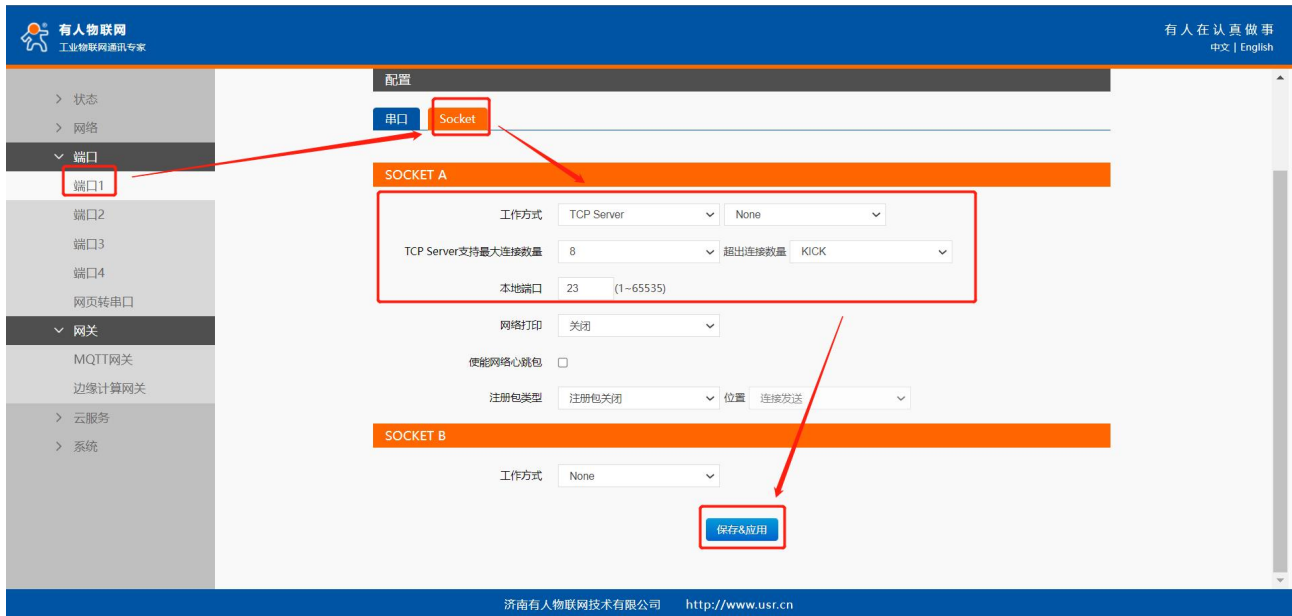 有人物联网
工业物联网通讯专家
有人在认真做事
中文 | English
状态
网络
端口
端口1
端口2
端口3
端口4
网页转串口
网关
MQTT网关
边缘计算网关
云服务
系统
配置
串口 Socket
SOCKET A
工作方式 TCP Server None
TCP Server支持最大连接数量 8 超出连接数量 KICK
本地端口 23 (1~65535)
网络打印 关闭
使能网络心跳包
注册包类型 注册包关闭 位置 连接发送
SOCKET B
工作方式 None
保存&应用
济南有人物联网技术有限公司 http://www.usr.cn